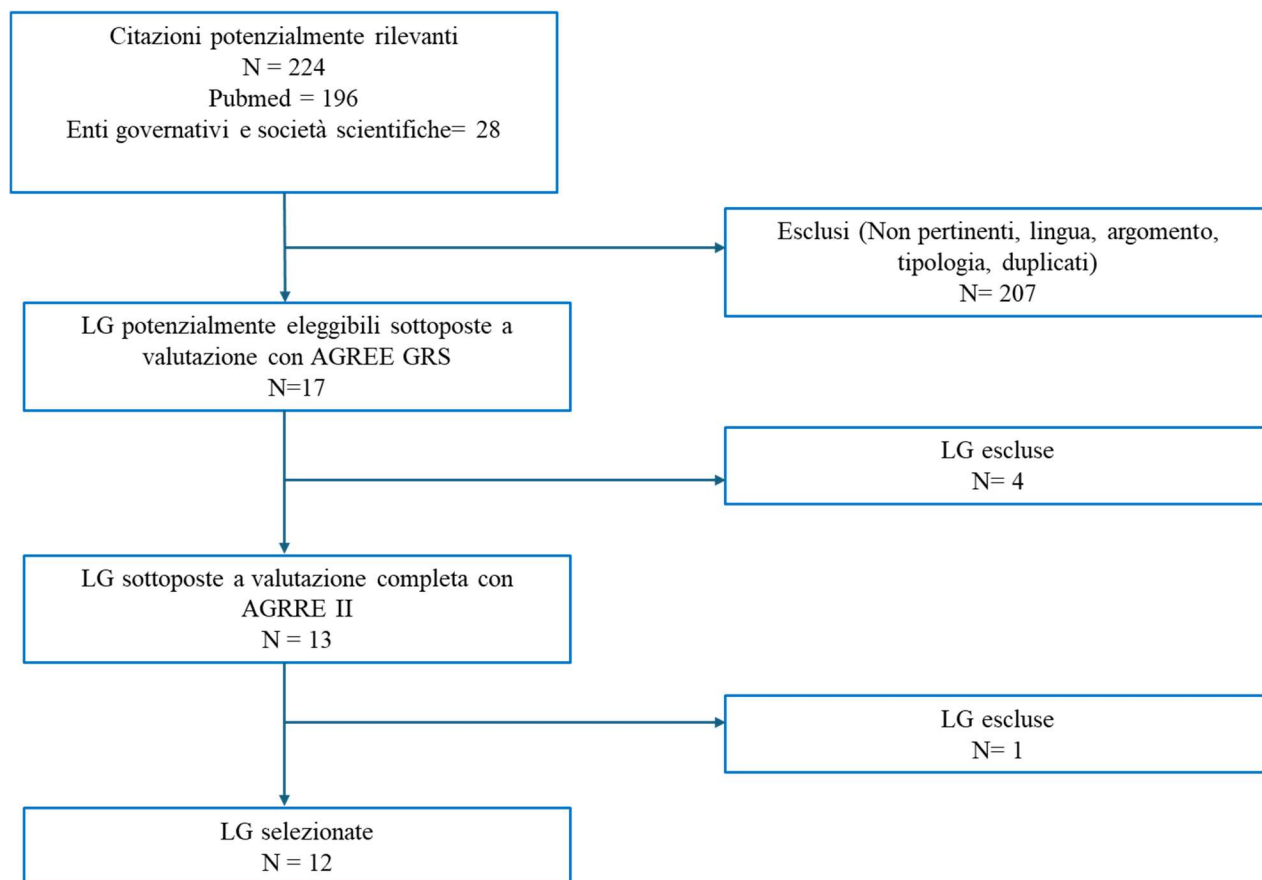 Citazioni potenzialmente rilevanti
N = 224
Pubmed = 196
Enti governativi e società scientifiche= 28
Esclusi (Non pertinenti, lingua, argomento,
tipologia, duplicati)
N= 207
LG potenzialmente eleggibili sottoposte a
valutazione con AGREE GRS
N=17
LG escluse
N= 4
LG sottoposte a valutazione completa con
AGRRE II
N = 13
LG escluse
N= 1
LG selezionate
N = 12